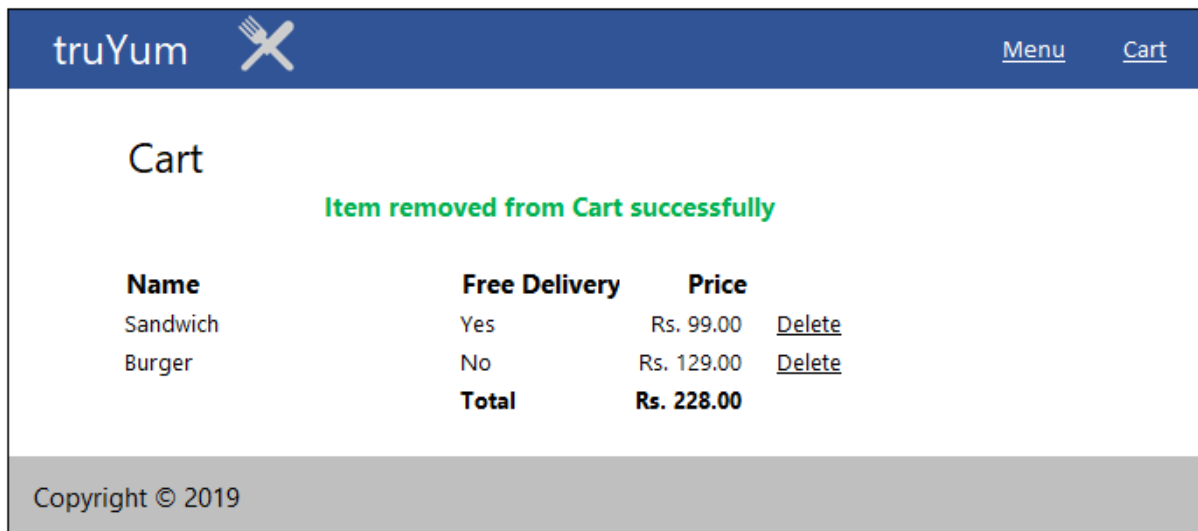 truYum Menu Cart
Cart
Item removed from Cart successfully
Name Free Delivery Price
Sandwich Yes Rs. 99.00 Delete
Burger No Rs. 129.00 Delete
Total Rs. 228.00
Copyright © 2019